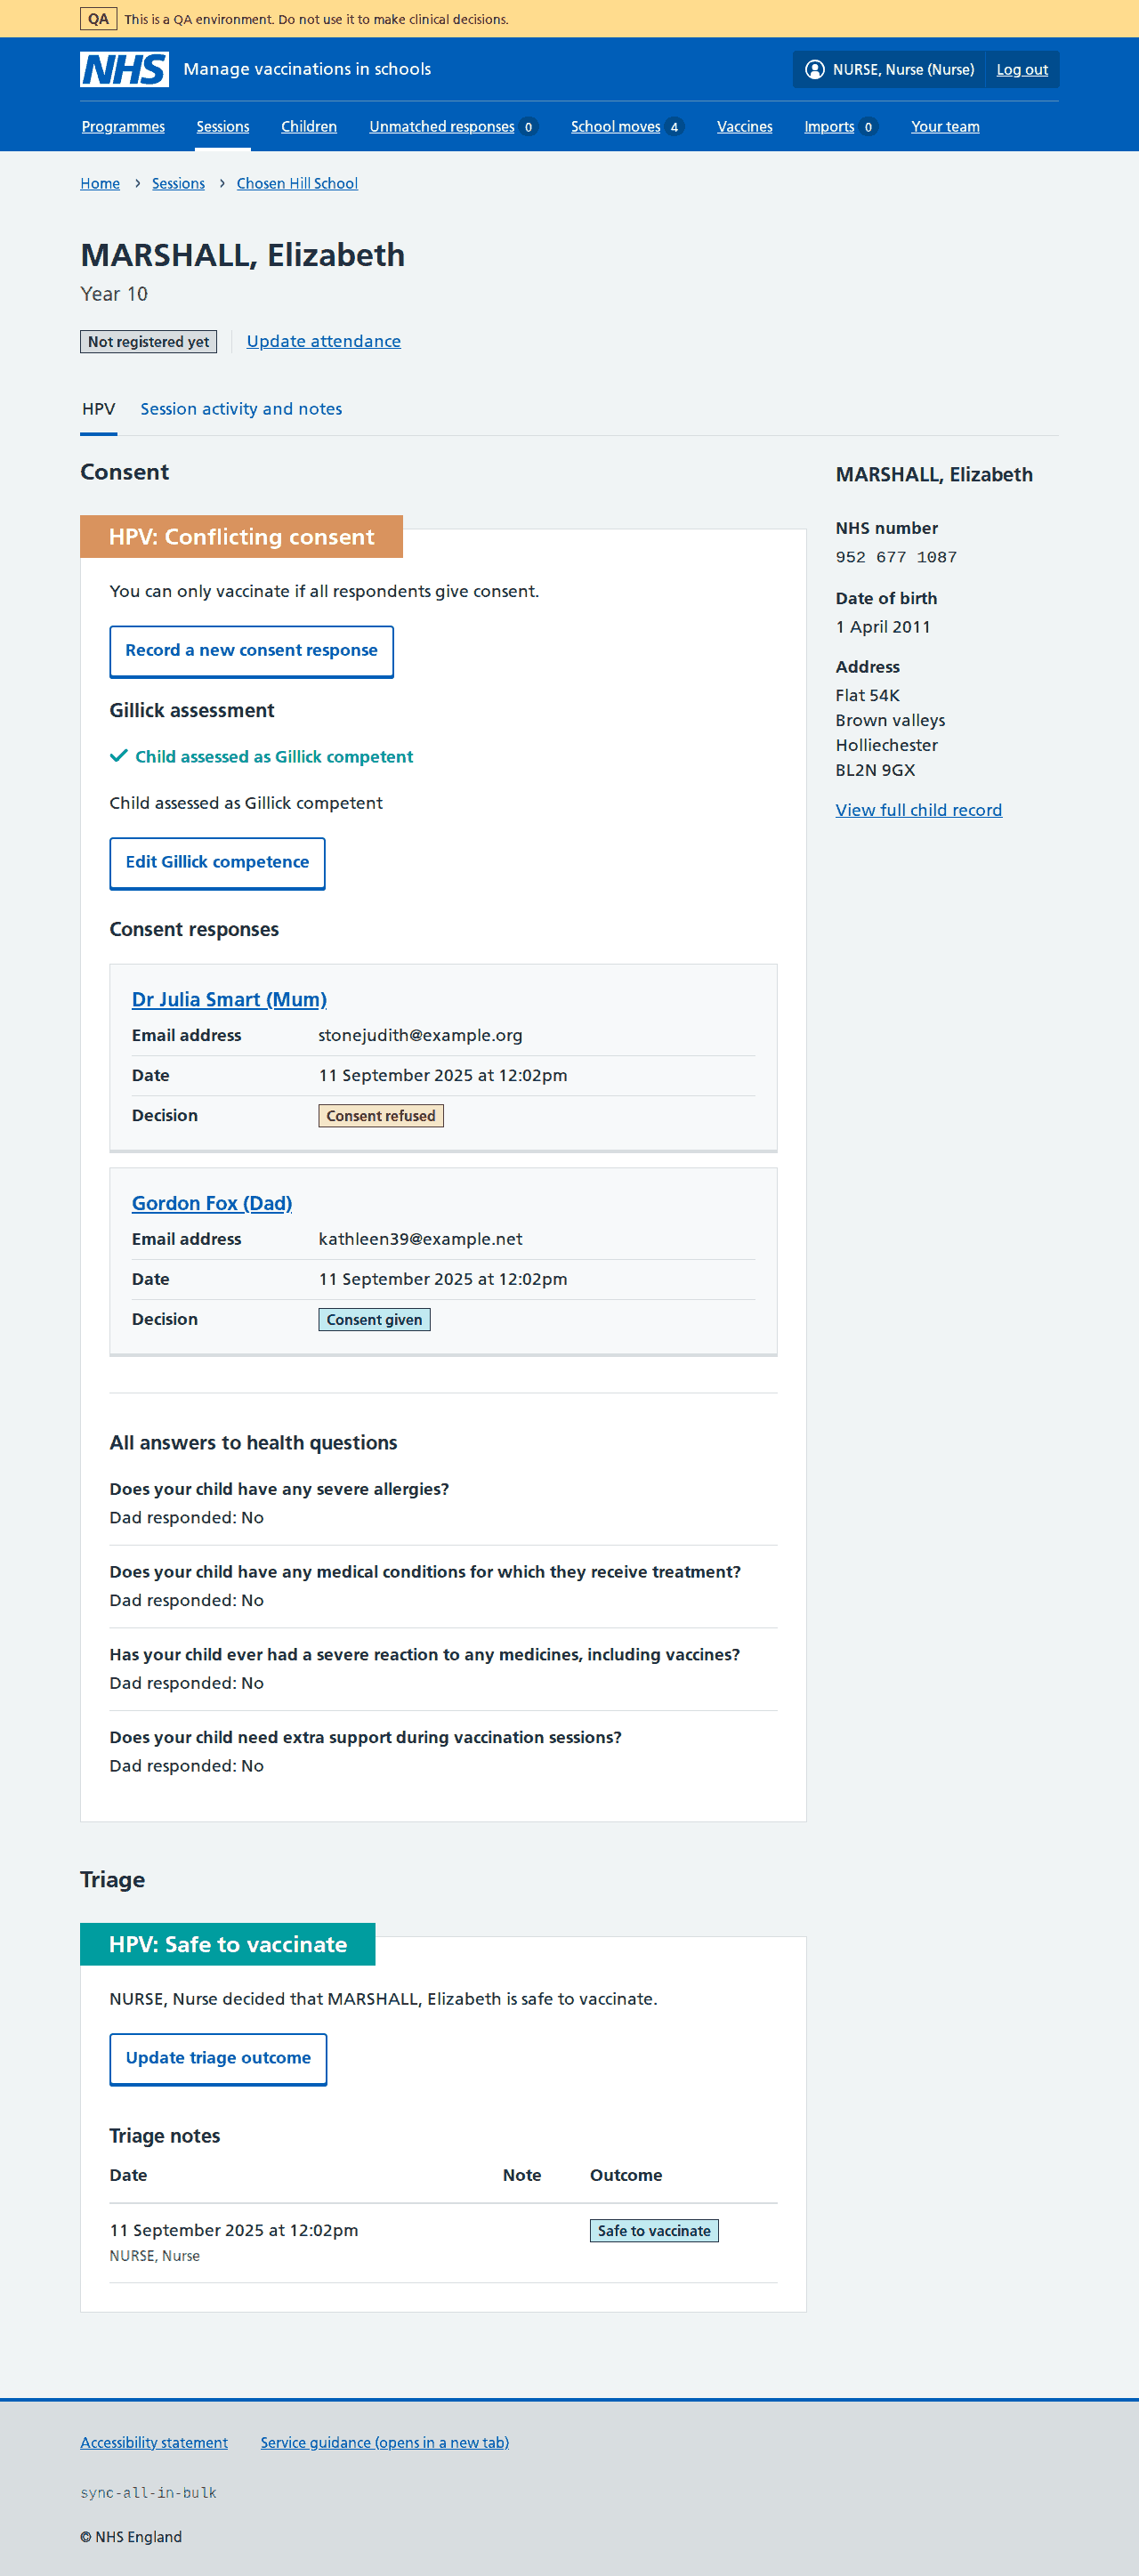 QA This is a QA environment. Do not use it to make clinical decisions.
NHS Manage vaccinations in schools NURSE, Nurse (Nurse) Log out
Programmes Sessions Children Unmatched responses 0 School moves 4 Vaccines Imports 0 Your team
Home > Sessions > Chosen Hill School
MARSHALL, Elizabeth
Year 10
Not registered yet Update attendance
HPV Session activity and notes
Consent
HPV: Conflicting consent
You can only vaccinate if all respondents give consent.
Record a new consent response
Gillick assessment
Child assessed as Gillick competent
Child assessed as Gillick competent
Edit Gillick competence
Consent responses
Dr Julia Smart (Mum)
Email address stonejudith@example.org
Date 11 September 2025 at 12:02pm
Decision Consent refused
Gordon Fox (Dad)
Email address kathleen39@example.net
Date 11 September 2025 at 12:02pm
Decision Consent given
All answers to health questions
Does your child have any severe allergies?
Dad responded: No
Does your child have any medical conditions for which they receive treatment?
Dad responded: No
Has your child ever had a severe reaction to any medicines, including vaccines?
Dad responded: No
Does your child need extra support during vaccination sessions?
Dad responded: No
MARSHALL, Elizabeth
NHS number
952 677 1087
Date of birth
1 April 2011
Address
Flat 54K
Brown valleys
Holliechester
BL2N 9GX
View full child record
Triage
HPV: Safe to vaccinate
NURSE, Nurse decided that MARSHALL, Elizabeth is safe to vaccinate.
Update triage outcome
Triage notes
Date Note Outcome
11 September 2025 at 12:02pm Safe to vaccinate
NURSE, Nurse
Accessibility statement Service guidance (opens in a new tab)
sync-all-in-bulk
© NHS England